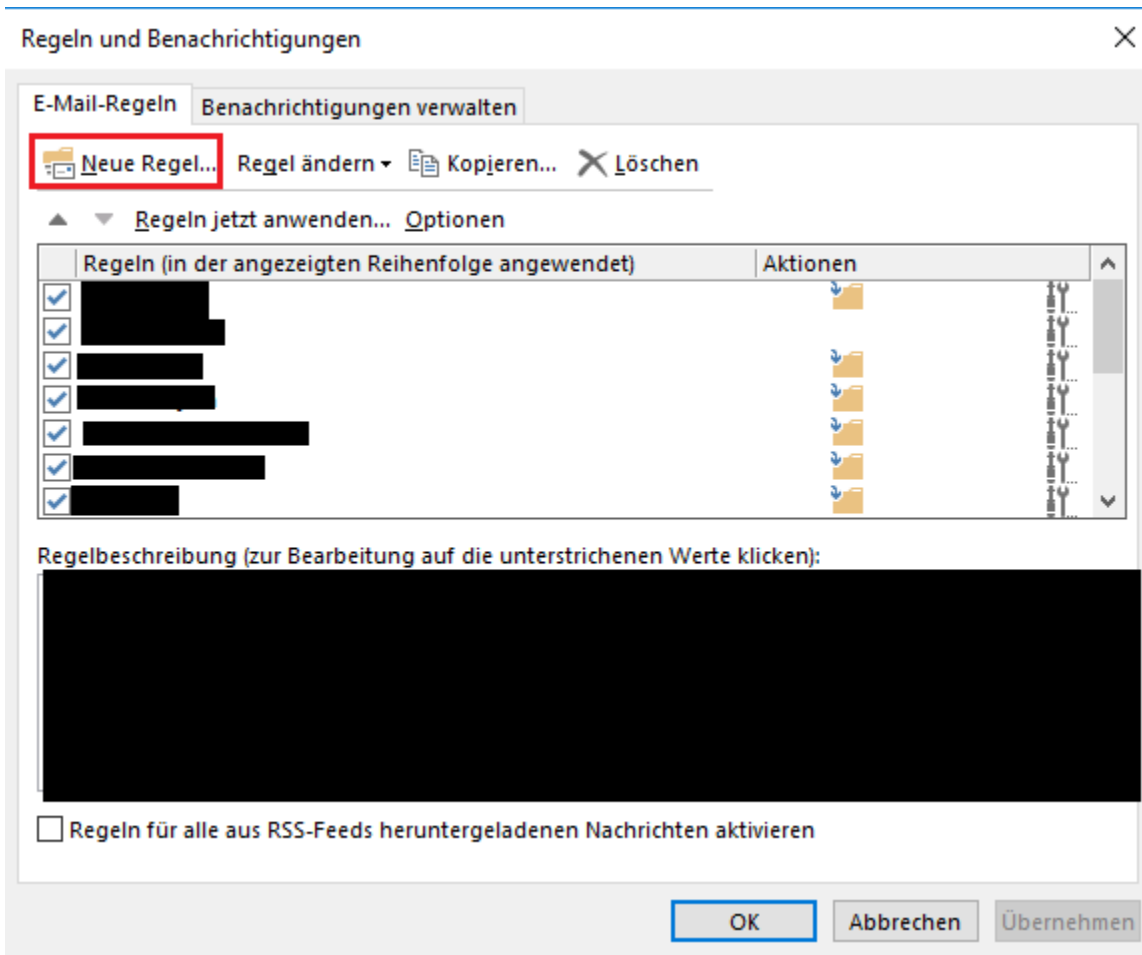 Regeln und Benachrichtigungen
E-Mail-Regeln Benachrichtigungen verwalten
Neue Regel... Regel ändern Kopieren... Löschen
Regeln jetzt anwenden... Optionen
Regeln (in der angezeigten Reihenfolge angewendet) Aktionen
Regelbeschreibung (zur Bearbeitung auf die unterstrichenen Werte klicken):
Regeln für alle aus RSS-Feeds heruntergeladenen Nachrichten aktivieren
OK Abbrechen Übernehmen